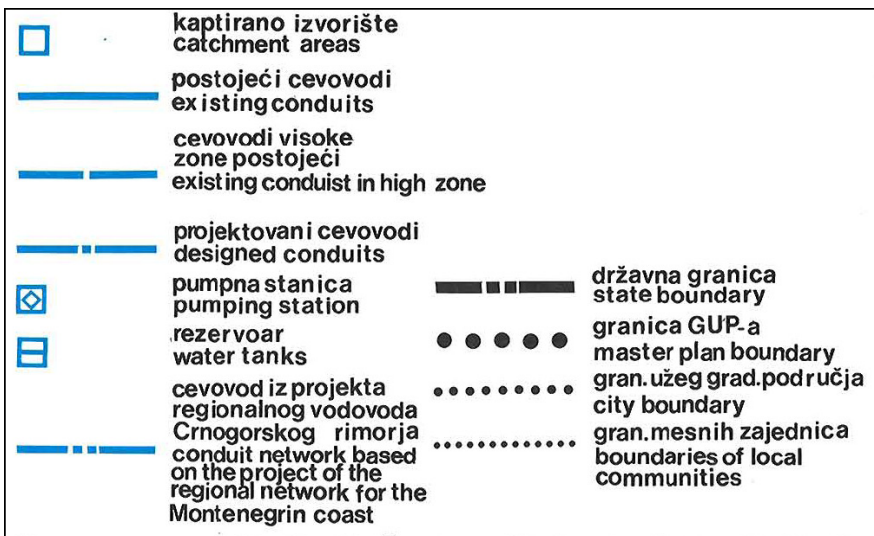 kaptirano izvorište
catchment areas
postojeći cevovodi
existing conduits
cevovodi visoke
zone postojeći
existing conduist in high zone
projektovani cevovodi
designed conduits
pumpna stanica
pumping station
rezervoar
water tanks
cevovod iz projekta
regionalnog vodovoda
Crnogorskog rimorja
conduit network based
on the project of the
regional network for the
Montenegrin coast
državna granica
state boundary
granica GUP-a
master plan boundary
gran.užeg grad.područja
city boundary
gran.mesnih zajednica
boundaries of local
communities